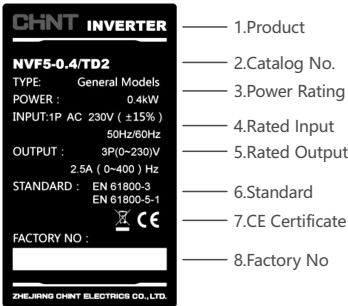 CHINT INVERTER
1.Product
NVF5-0.4/TD2
2.Catalog No.
TYPE: General Models
3.Power Rating
POWER : 0.4kW
INPUT:1P AC 230V ( ±15% )
4.Rated Input
50Hz/60Hz
OUTPUT : 3P(0~230)V
5.Rated Output
2.5A ( 0~400 ) Hz
STANDARD : EN 61800-3
6.Standard
EN 61800-5-1
CE
7.CE Certificate
FACTORY NO :
8.Factory No
ZHEJIANG CHINT ELECTRICS CO.,LTD.